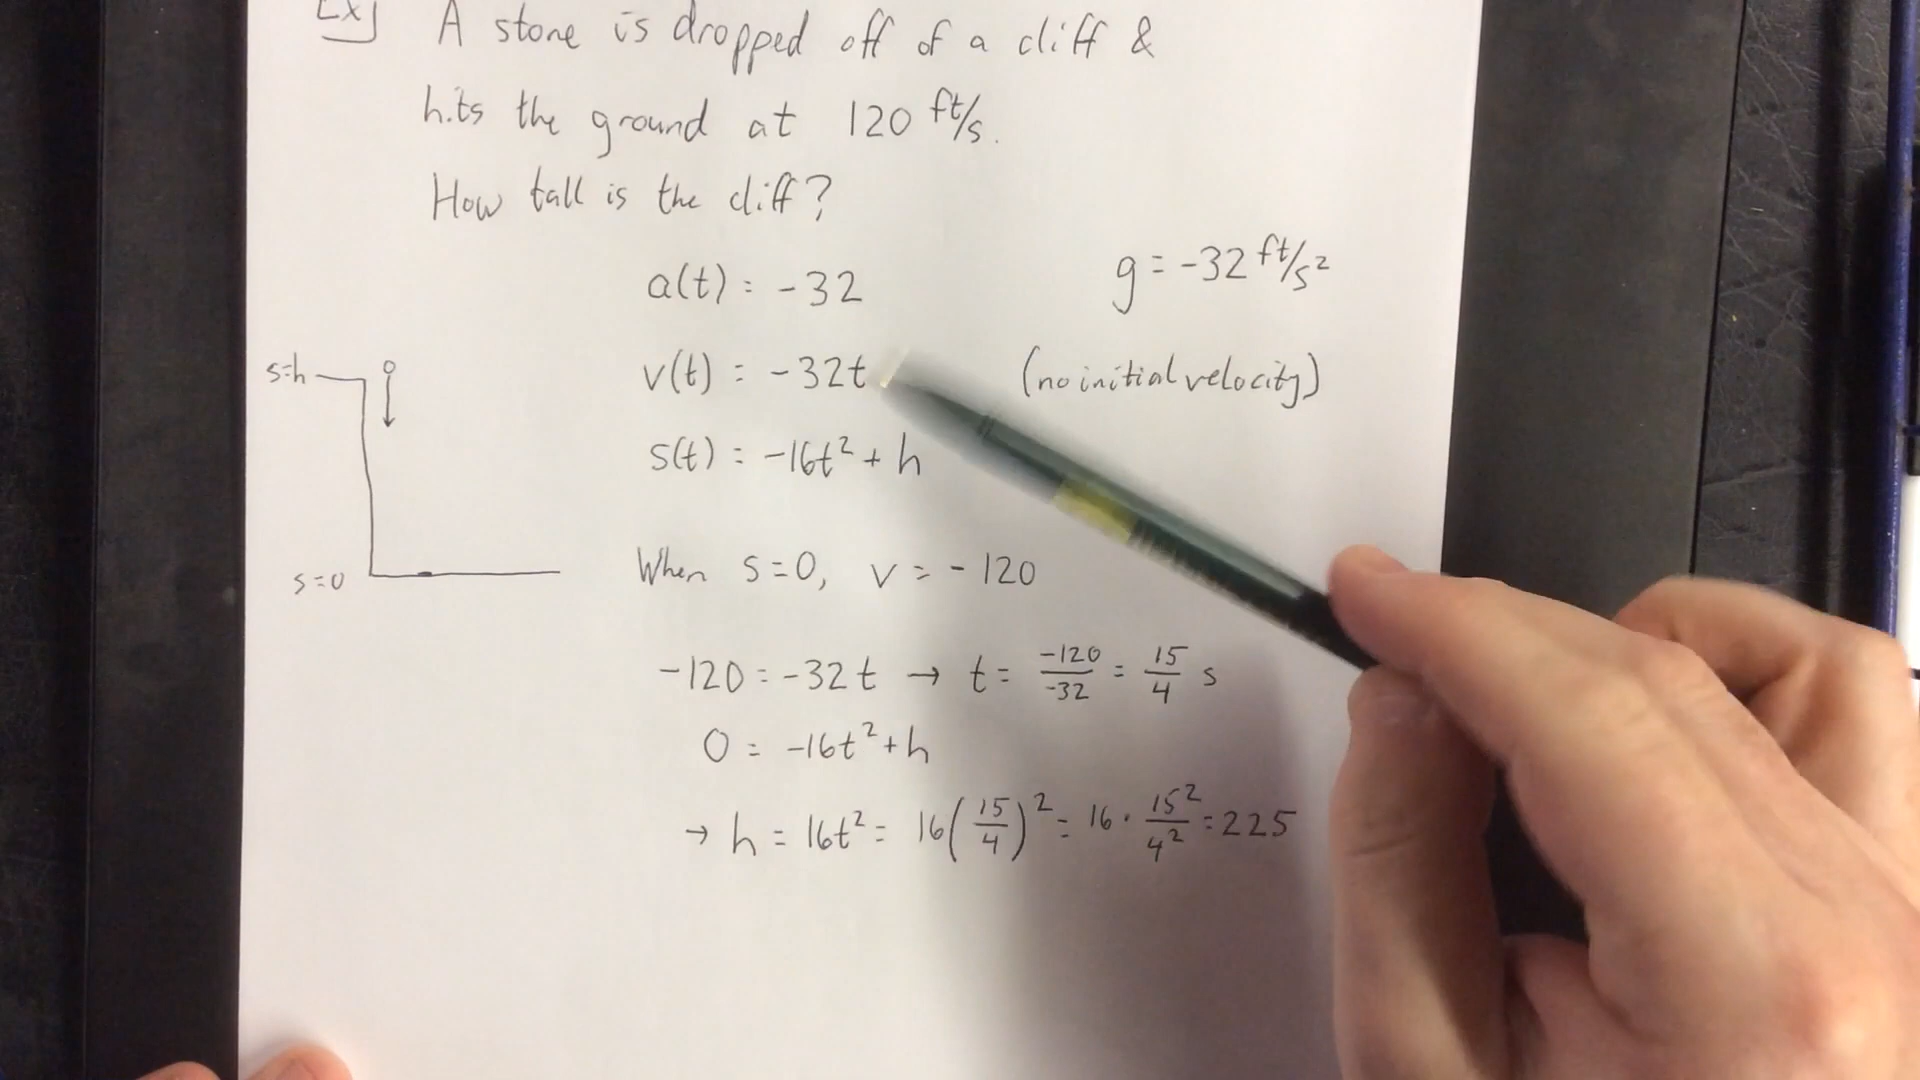 Ex] A stone is dropped off of a cliff &
hits the ground at 120 ft/s.
How tall is the cliff?
a(t) = -32
g = -32 ft/s²
s=h
v(t) = -32t
(no initial velocity)
s(t) = -16t² + h
s=0
When s=0, v = -120
-120 = -32t → t = -120/-32 = 15/4 s
0 = -16t² + h
→ h = 16t² = 16(15/4)² = 16 · 15²/4² = 225